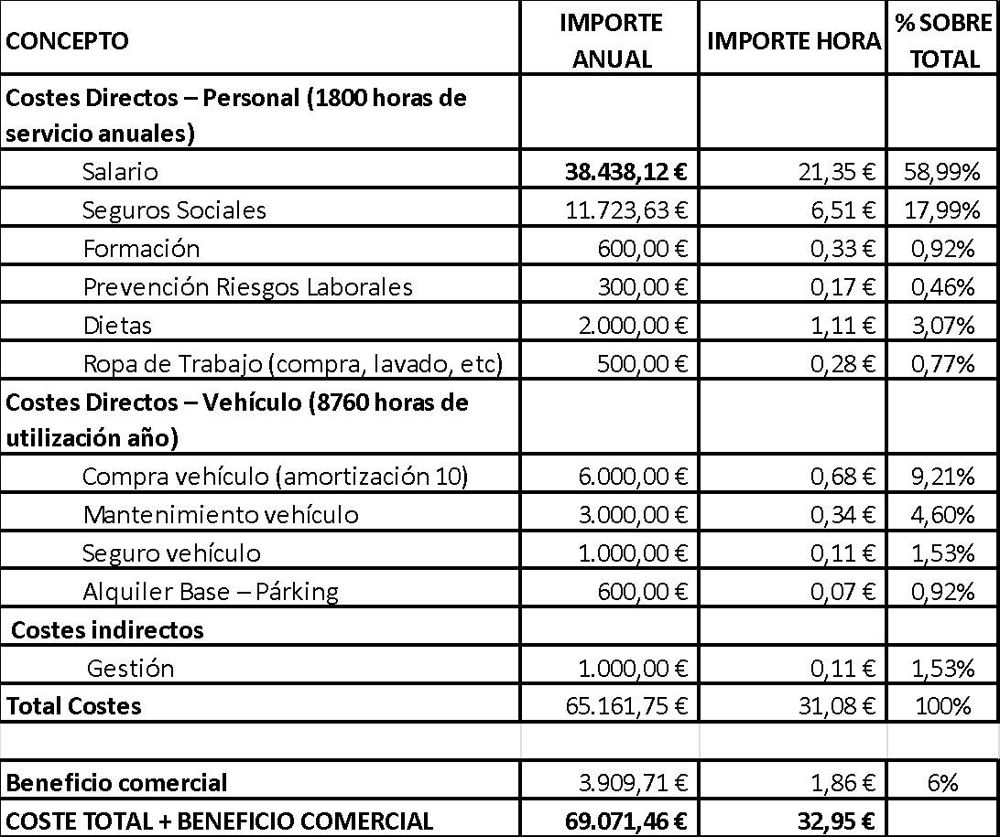 CONCEPTO IMPORTE ANUAL IMPORTE HORA % SOBRE TOTAL
Costes Directos – Personal (1800 horas de
servicio anuales)
Salario 38.438,12 € 21,35 € 58,99%
Seguros Sociales 11.723,63 € 6,51 € 17,99%
Formación 600,00 € 0,33 € 0,92%
Prevención Riesgos Laborales 300,00 € 0,17 € 0,46%
Dietas 2.000,00 € 1,11 € 3,07%
Ropa de Trabajo (compra, lavado, etc) 500,00 € 0,28 € 0,77%
Costes Directos – Vehículo (8760 horas de
utilización año)
Compra vehículo (amortización 10) 6.000,00 € 0,68 € 9,21%
Mantenimiento vehículo 3.000,00 € 0,34 € 4,60%
Seguro vehículo 1.000,00 € 0,11 € 1,53%
Alquiler Base – Párking 600,00 € 0,07 € 0,92%
Costes indirectos
Gestión 1.000,00 € 0,11 € 1,53%
Total Costes 65.161,75 € 31,08 € 100%
Beneficio comercial 3.909,71 € 1,86 € 6%
COSTE TOTAL + BENEFICIO COMERCIAL 69.071,46 € 32,95 €